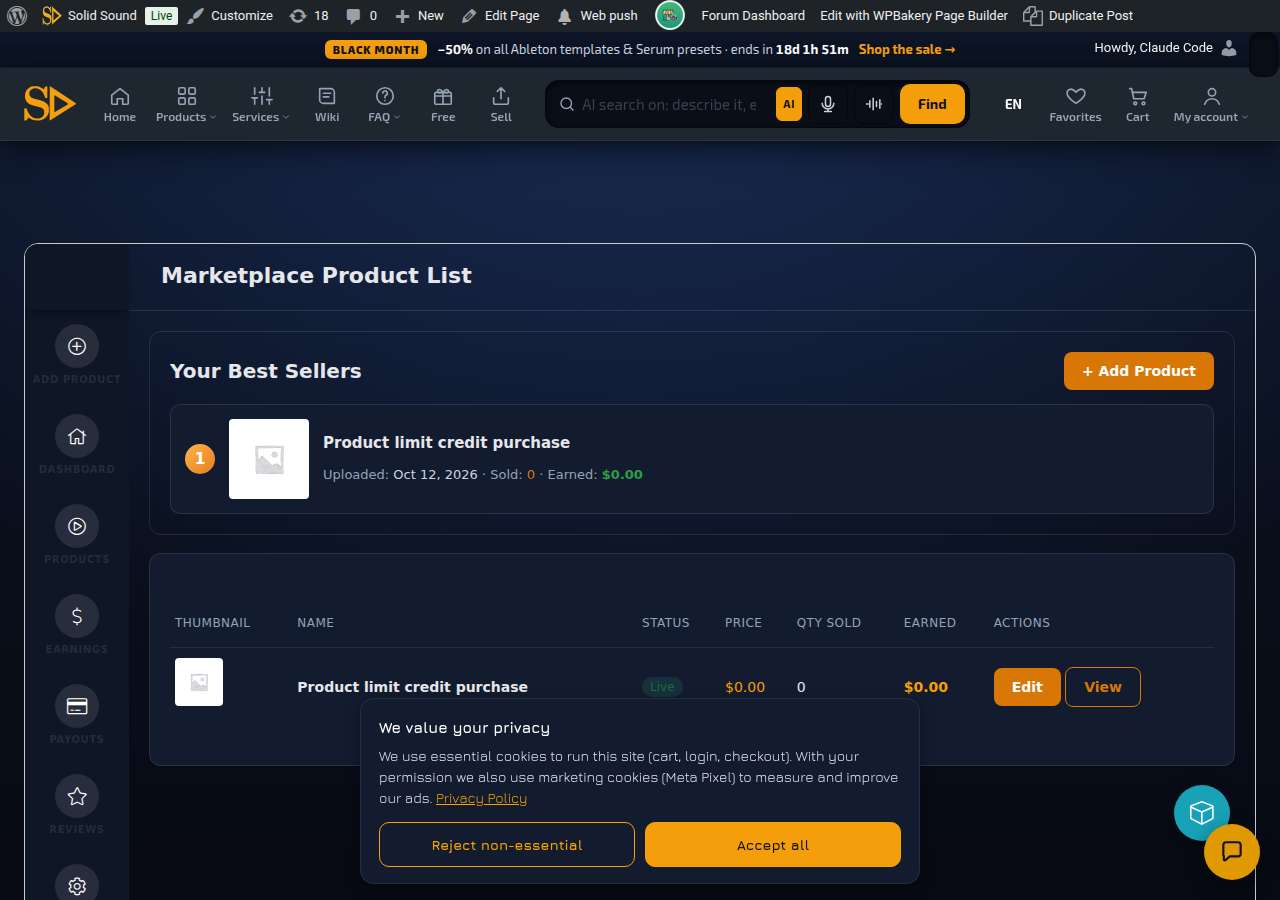 Solid Sound Live Customize 18 0 New Edit Page Web push Forum Dashboard Edit with WPBakery Page Builder Duplicate Post
BLACK MONTH −50% on all Ableton templates & Serum presets · ends in 18d 1h 51m Shop the sale →
Howdy, Claude Code
Home
Products
Services
Wiki
FAQ
Free
Sell
AI search on: describe it, e
AI
Find
EN
Favorites
Cart
My account
Marketplace Product List
ADD PRODUCT
DASHBOARD
PRODUCTS
EARNINGS
PAYOUTS
REVIEWS
Your Best Sellers
+ Add Product
1
Product limit credit purchase
Uploaded: Oct 12, 2026 · Sold: 0 · Earned: $0.00
THUMBNAIL NAME STATUS PRICE QTY SOLD EARNED ACTIONS
Product limit credit purchase Live $0.00 0 $0.00 Edit View
We value your privacy
We use essential cookies to run this site (cart, login, checkout). With your
permission we also use marketing cookies (Meta Pixel) to measure and improve
our ads. Privacy Policy
Reject non-essential
Accept all